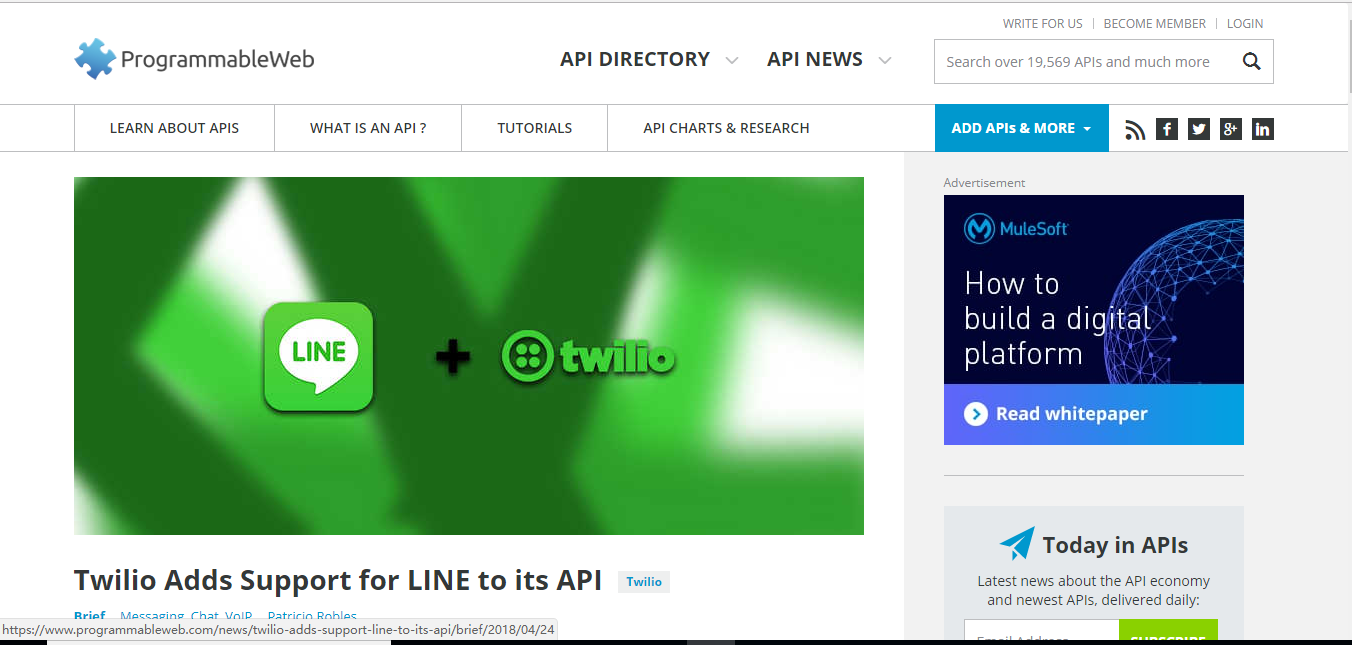 WRITE FOR US
BECOME MEMBER
LOGIN
ProgrammableWeb
API DIRECTORY
API NEWS
Search over 19,569 APIs and much more
LEARN ABOUT APIS
WHAT IS AN API ?
TUTORIALS
API CHARTS & RESEARCH
ADD APIs & MORE
LINE
twilio
Twilio Adds Support for LINE to its API
Twilio
Brief
Messaging, Chat, VoIP
Patricio Robles
Advertisement
MuleSoft
How to
build a digital
platform
Read whitepaper
Today in APIs
Latest news about the API economy
and newest APIs, delivered daily:
Email Address
SUBSCRIBE
https://www.programmableweb.com/news/twilio-adds-support-line-to-its-api/brief/2018/04/24